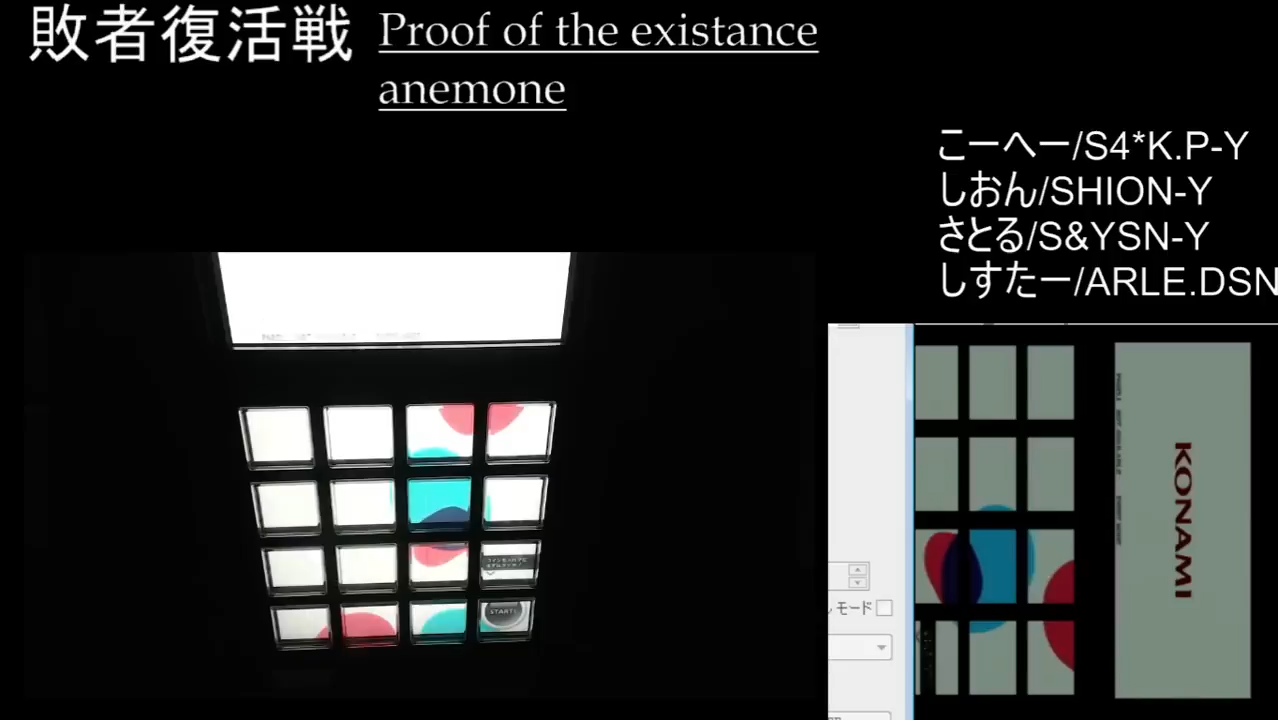 敗者復活戦
Proof of the existance
anemone
こーへー/S4*K.P-Y
しおん/SHION-Y
さとる/S&YSN-Y
しすたー/ARLE.DSN
START!
モード
KONAMI